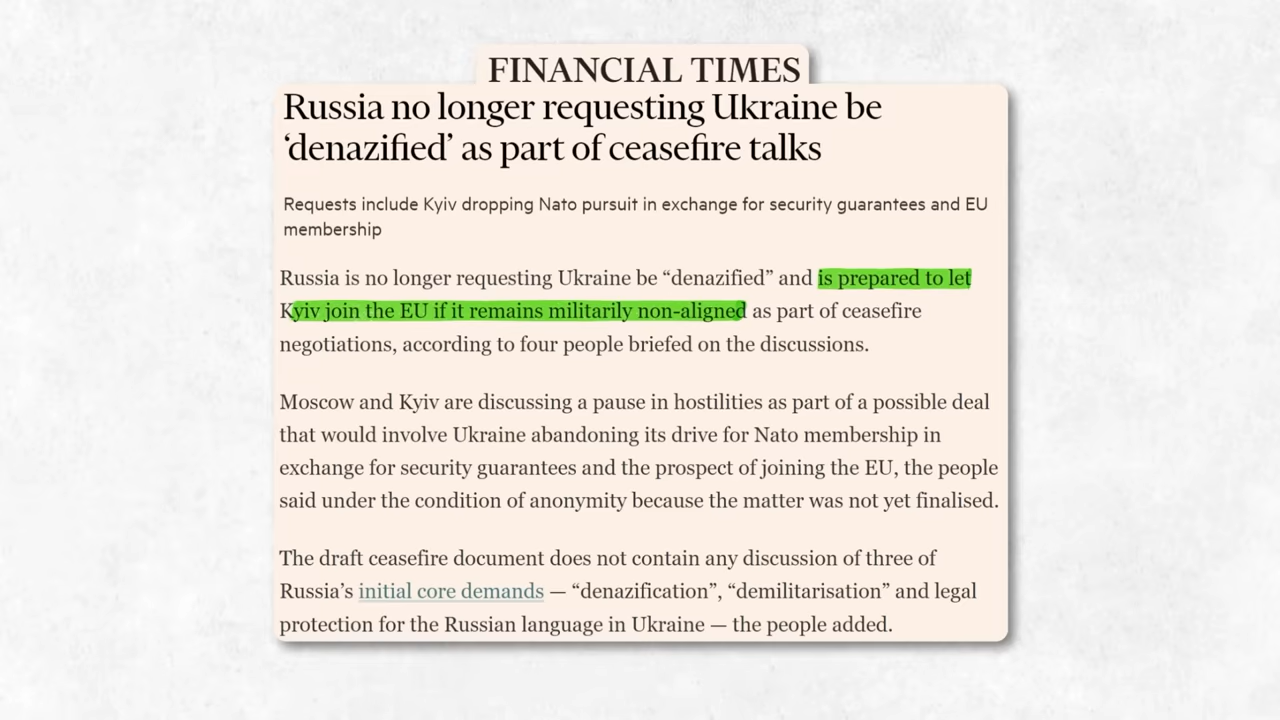 FINANCIAL TIMES
Russia no longer requesting Ukraine be
‘denazified’ as part of ceasefire talks
Requests include Kyiv dropping Nato pursuit in exchange for security guarantees and EU
membership
Russia is no longer requesting Ukraine be “denazified” and is prepared to let
Kyiv join the EU if it remains militarily non-aligned as part of ceasefire
negotiations, according to four people briefed on the discussions.
Moscow and Kyiv are discussing a pause in hostilities as part of a possible deal
that would involve Ukraine abandoning its drive for Nato membership in
exchange for security guarantees and the prospect of joining the EU, the people
said under the condition of anonymity because the matter was not yet finalised.
The draft ceasefire document does not contain any discussion of three of
Russia’s initial core demands — “denazification”, “demilitarisation” and legal
protection for the Russian language in Ukraine — the people added.